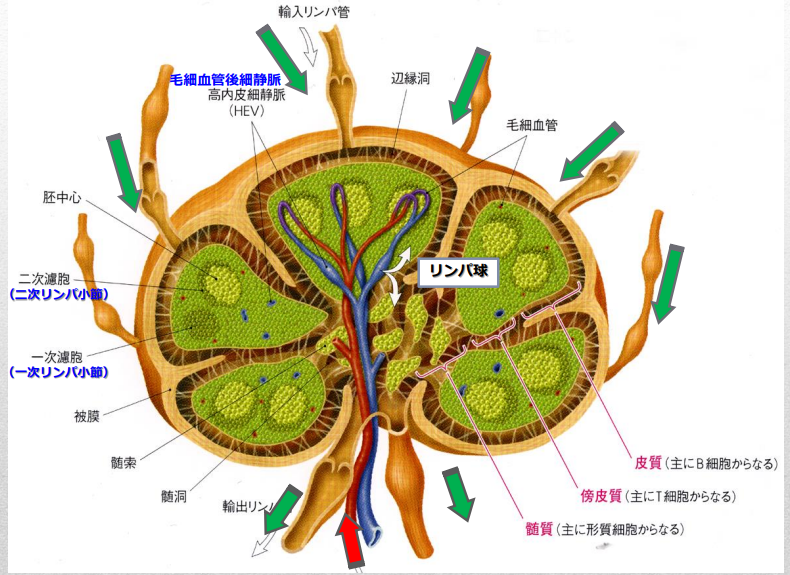 輸入リンパ管
毛細血管後細静脈
高内皮細静脈
(HEV)
辺縁洞
毛細血管
胚中心
リンパ球
二次濾胞
(二次リンパ小節)
一次濾胞
(一次リンパ小節)
被膜
髄索
皮質(主にB細胞からなる)
髄洞
傍皮質(主にT細胞からなる)
輸出リンパ
髄質(主に形質細胞からなる)